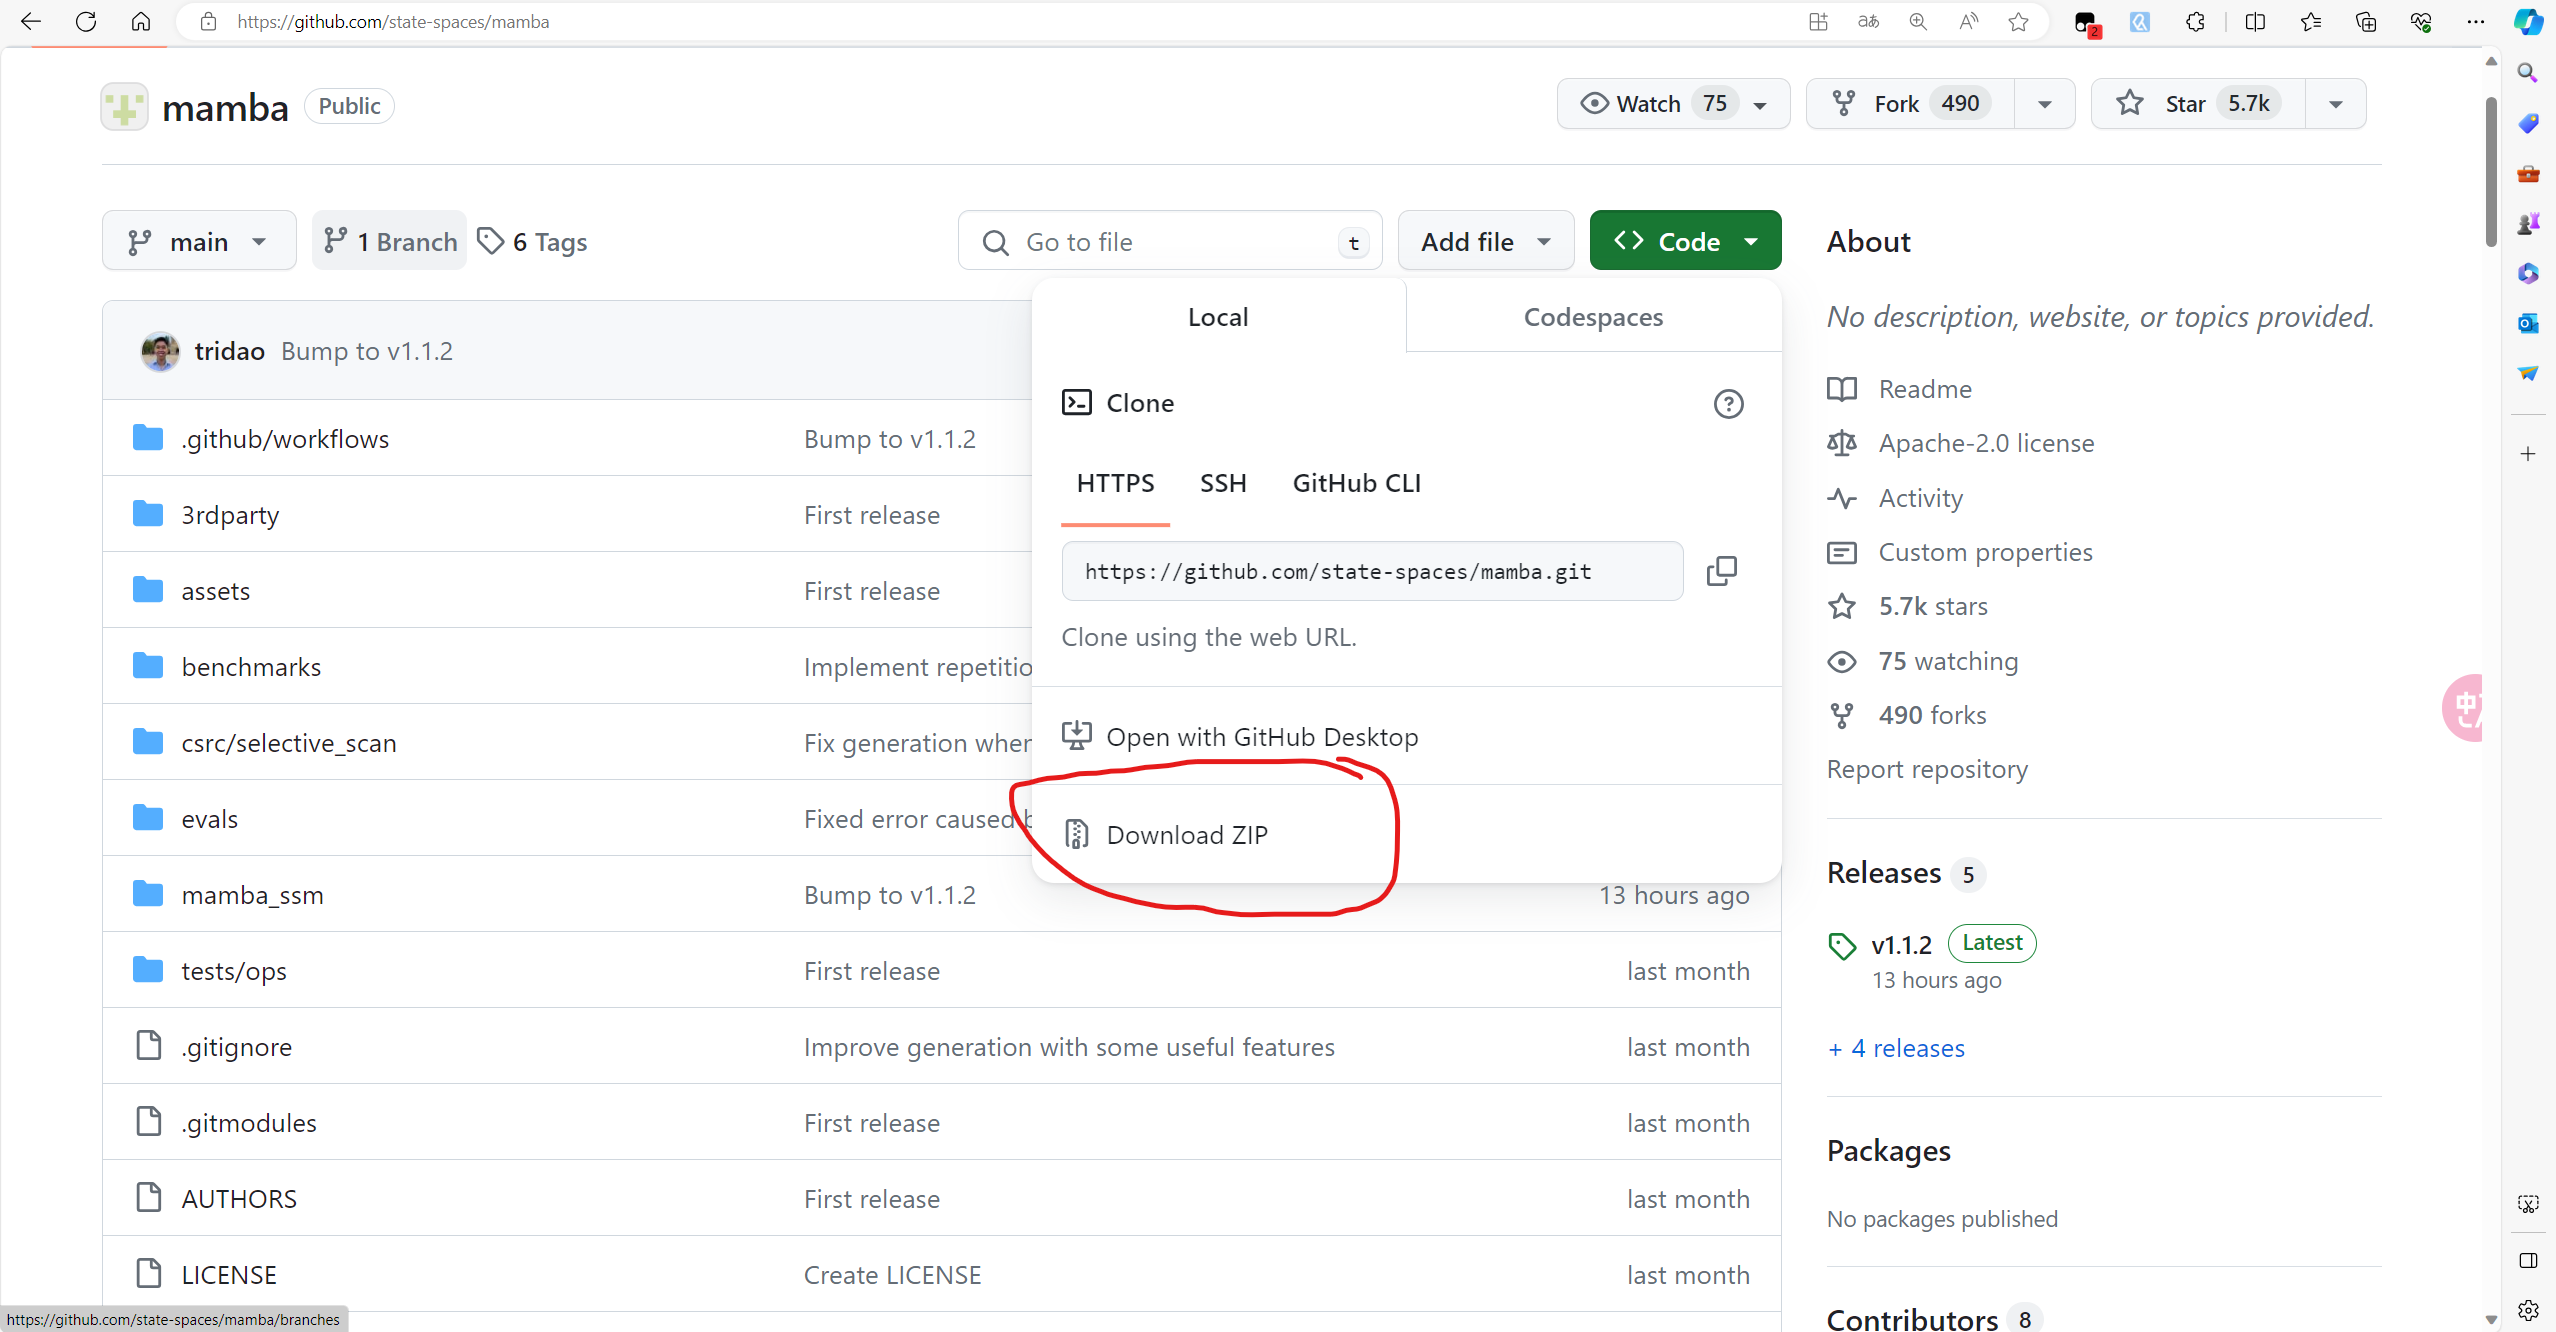 https://github.com/state-spaces/mamba
2
mamba Public
Watch 75
Fork 490
Star 5.7k
main
1 Branch
6 Tags
Go to file t
Add file
Code
Local Codespaces
Clone
HTTPS SSH GitHub CLI
https://github.com/state-spaces/mamba.git
Clone using the web URL.
Open with GitHub Desktop
Download ZIP
tridao Bump to v1.1.2
.github/workflows Bump to v1.1.2
3rdparty First release
assets First release
benchmarks Implement repetitio
csrc/selective_scan Fix generation wher
evals Fixed error caused b
mamba_ssm Bump to v1.1.2 13 hours ago
tests/ops First release last month
.gitignore Improve generation with some useful features last month
.gitmodules First release last month
AUTHORS First release last month
LICENSE Create LICENSE last month
About
No description, website, or topics provided.
Readme
Apache-2.0 license
Activity
Custom properties
5.7k stars
75 watching
490 forks
Report repository
Releases 5
v1.1.2 Latest
13 hours ago
+ 4 releases
Packages
No packages published
Contributors 8
中
https://github.com/state-spaces/mamba/branches